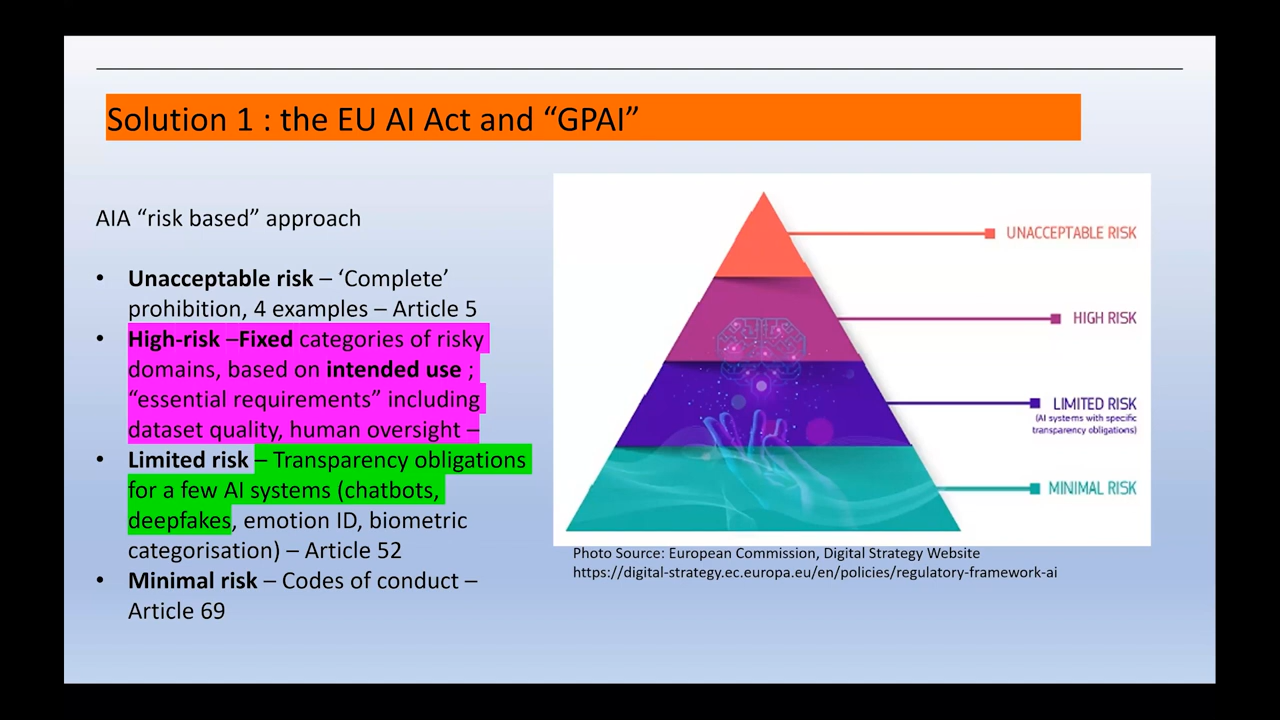 Solution 1 : the EU AI Act and “GPAI”
AIA “risk based” approach
• Unacceptable risk – ‘Complete’
prohibition, 4 examples – Article 5
• High-risk –Fixed categories of risky
domains, based on intended use ;
“essential requirements” including
dataset quality, human oversight –
• Limited risk – Transparency obligations
for a few AI systems (chatbots,
deepfakes, emotion ID, biometric
categorisation) – Article 52
• Minimal risk – Codes of conduct –
Article 69
UNACCEPTABLE RISK
HIGH RISK
LIMITED RISK
(AI systems with specific
transparency obligations)
MINIMAL RISK
Photo Source: European Commission, Digital Strategy Website
https://digital-strategy.ec.europa.eu/en/policies/regulatory-framework-ai